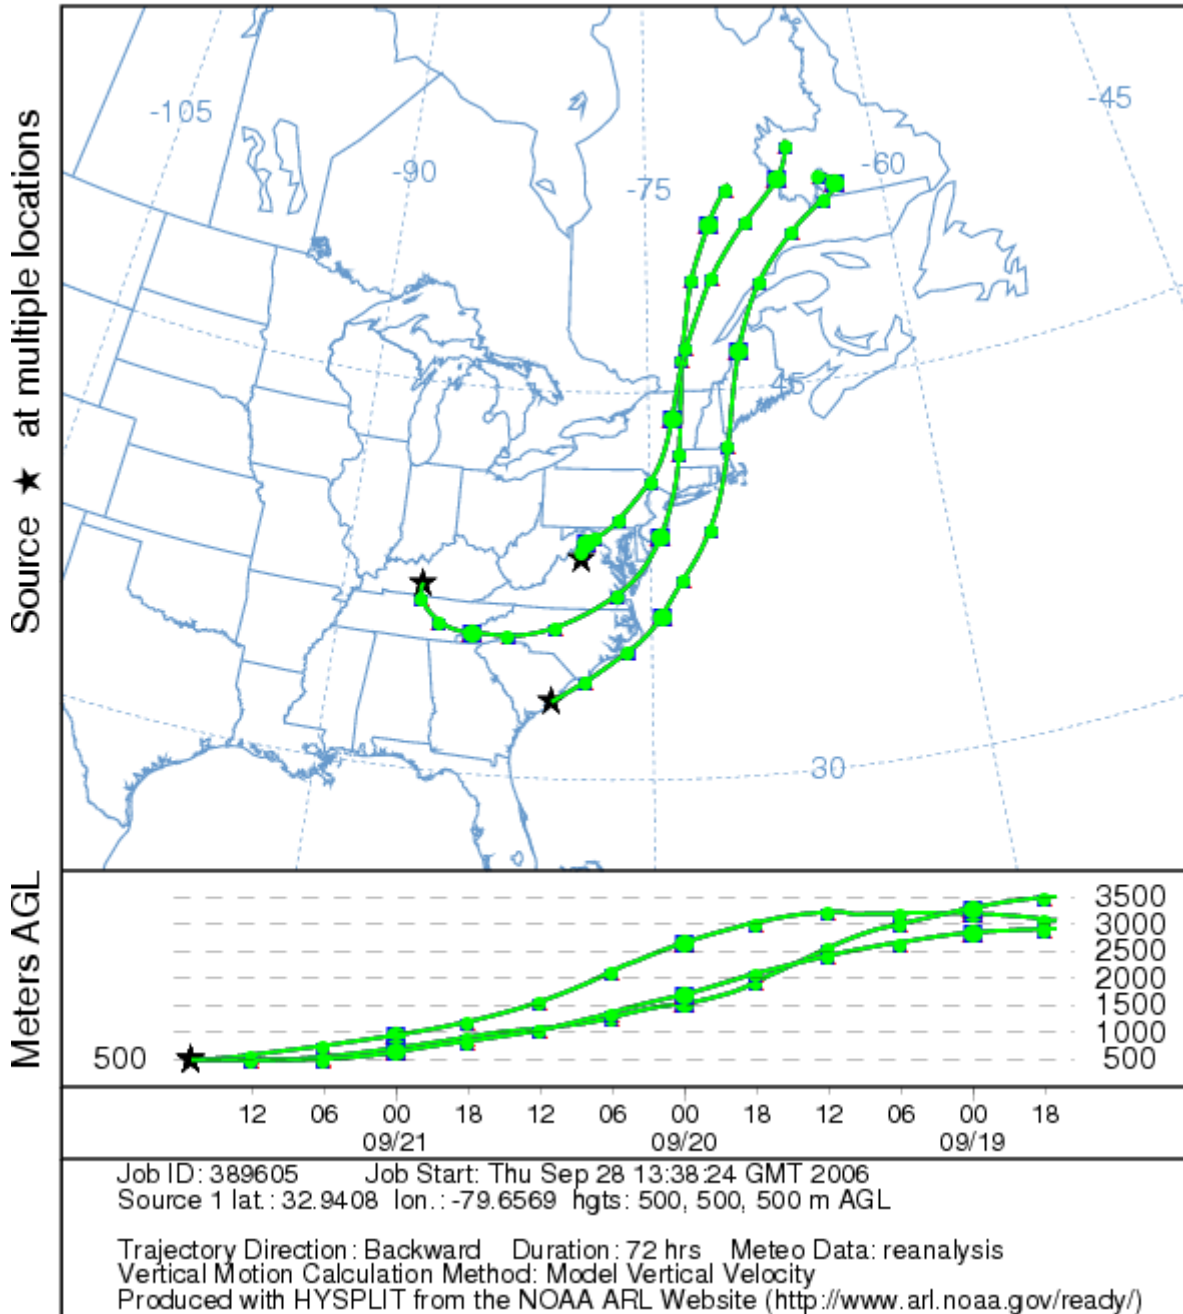 Source ★ at multiple locations
-105
-90
-75
-60
-45
45
30
Meters AGL
500
3500
3000
2500
2000
1500
1000
500
12 06 00 18 12 06 00 18 12 06 00 18
09/21 09/20 09/19
Job ID: 389605 Job Start: Thu Sep 28 13:38:24 GMT 2006
Source 1 lat.: 32.9408 lon.: -79.6569 hgts: 500, 500, 500 m AGL
Trajectory Direction: Backward Duration: 72 hrs Meteo Data: reanalysis
Vertical Motion Calculation Method: Model Vertical Velocity
Produced with HYSPLIT from the NOAA ARL Website (http://www.arl.noaa.gov/ready/)